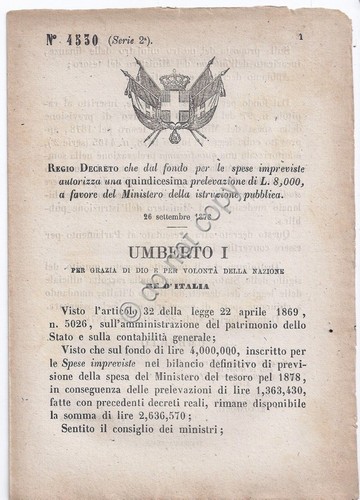 N° 4530 (Serie 2ª). 1
REGIO DECRETO che dal fondo per le spese impreviste
autorizza una quindicesima prelevazione di L. 8,000,
a favore del Ministero della istruzione pubblica.
26 settembre 1878
UMBERTO I
PER GRAZIA DI DIO E PER VOLONTÀ DELLA NAZIONE
RE D'ITALIA
Visto l'articolo 32 della legge 22 aprile 1869,
n. 5026, sull'amministrazione del patrimonio dello
Stato e sulla contabilità generale;
Visto che sul fondo di lire 4,000,000, inscritto per
le Spese impreviste nel bilancio definitivo di pre-
visione della spesa del Ministero del tesoro pel 1878,
in conseguenza delle prelevazioni di lire 1,363,430,
fatte con precedenti decreti reali, rimane disponibile
la somma di lire 2,636,570;
Sentito il consiglio dei ministri;